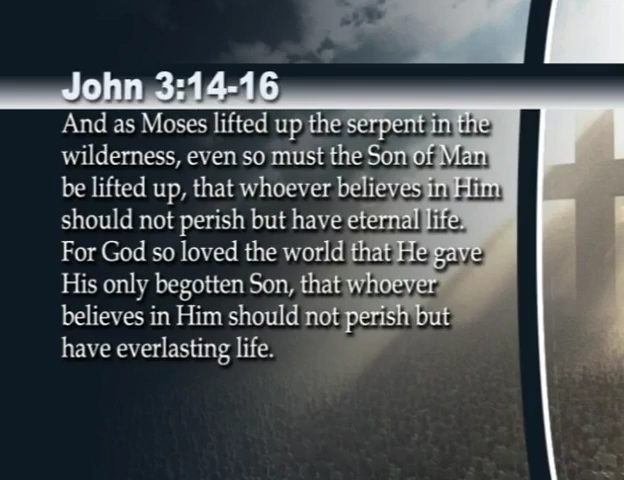 John 3:14-16
And as Moses lifted up the serpent in the
wilderness, even so must the Son of Man
be lifted up, that whoever believes in Him
should not perish but have eternal life.
For God so loved the world that He gave
His only begotten Son, that whoever
believes in Him should not perish but
have everlasting life.